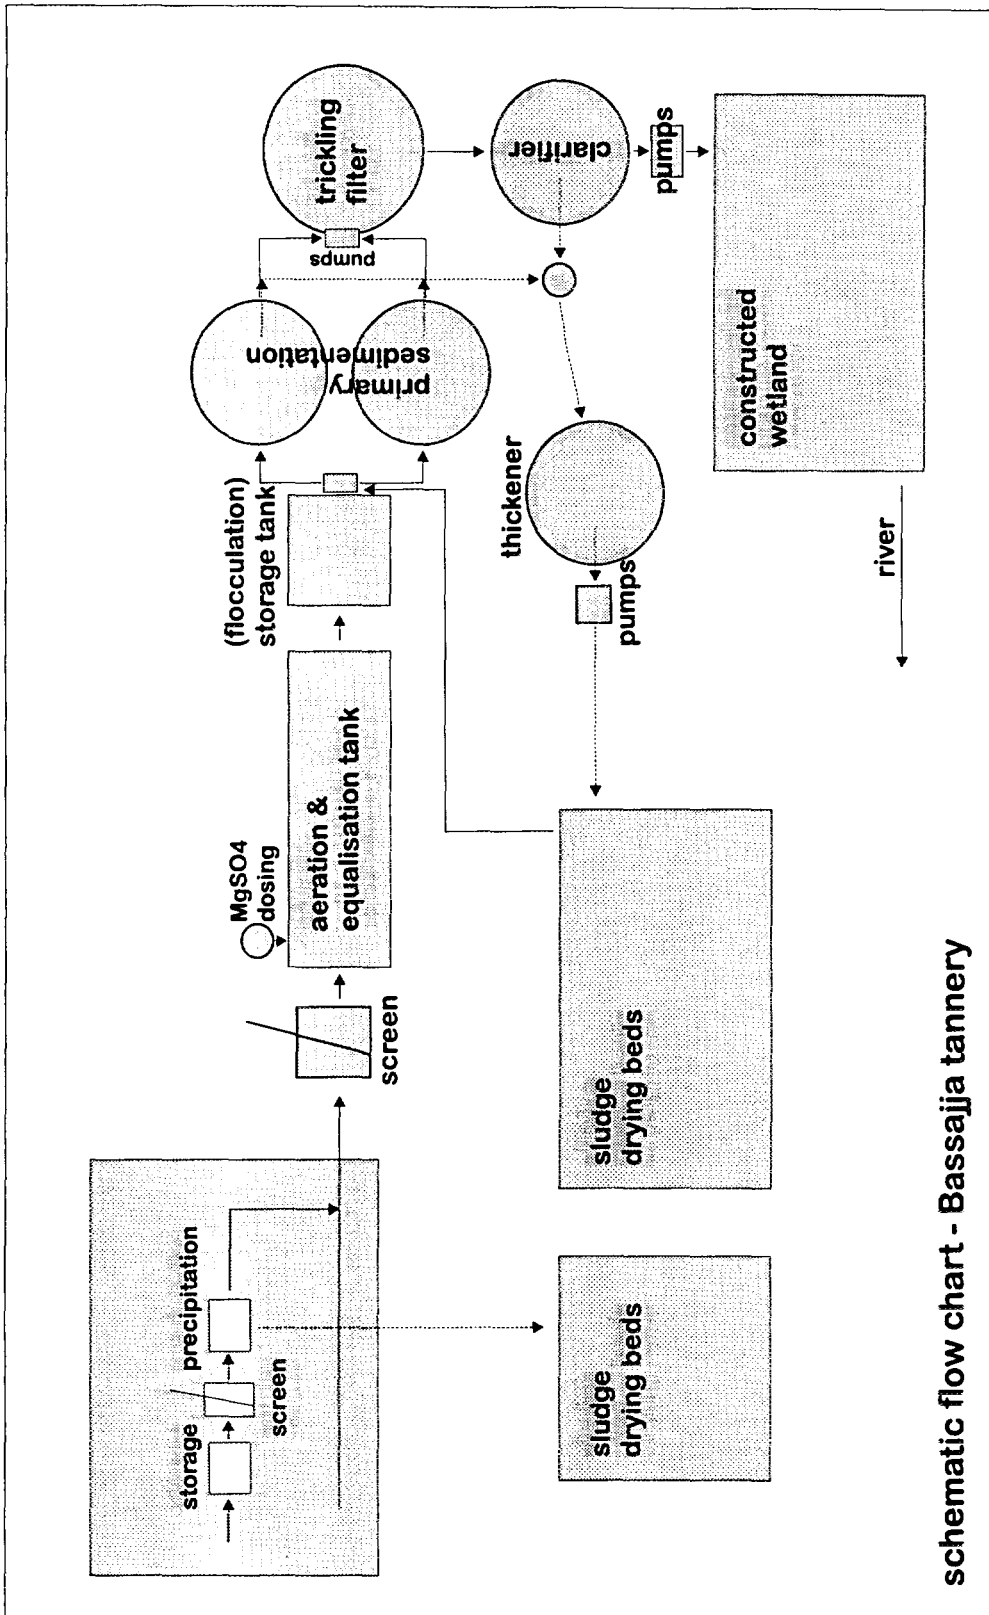 storage
screen
precipitation
screen
MgSO4
dosing
aeration &
equalisation tank
(flocculation)
storage tank
primary
sedimentation
pumps
trickling
filter
clarifier
pumps
thickener
pumps
constructed
wetland
river
sludge
drying beds
sludge
drying beds
schematic flow chart - Bassajja tannery